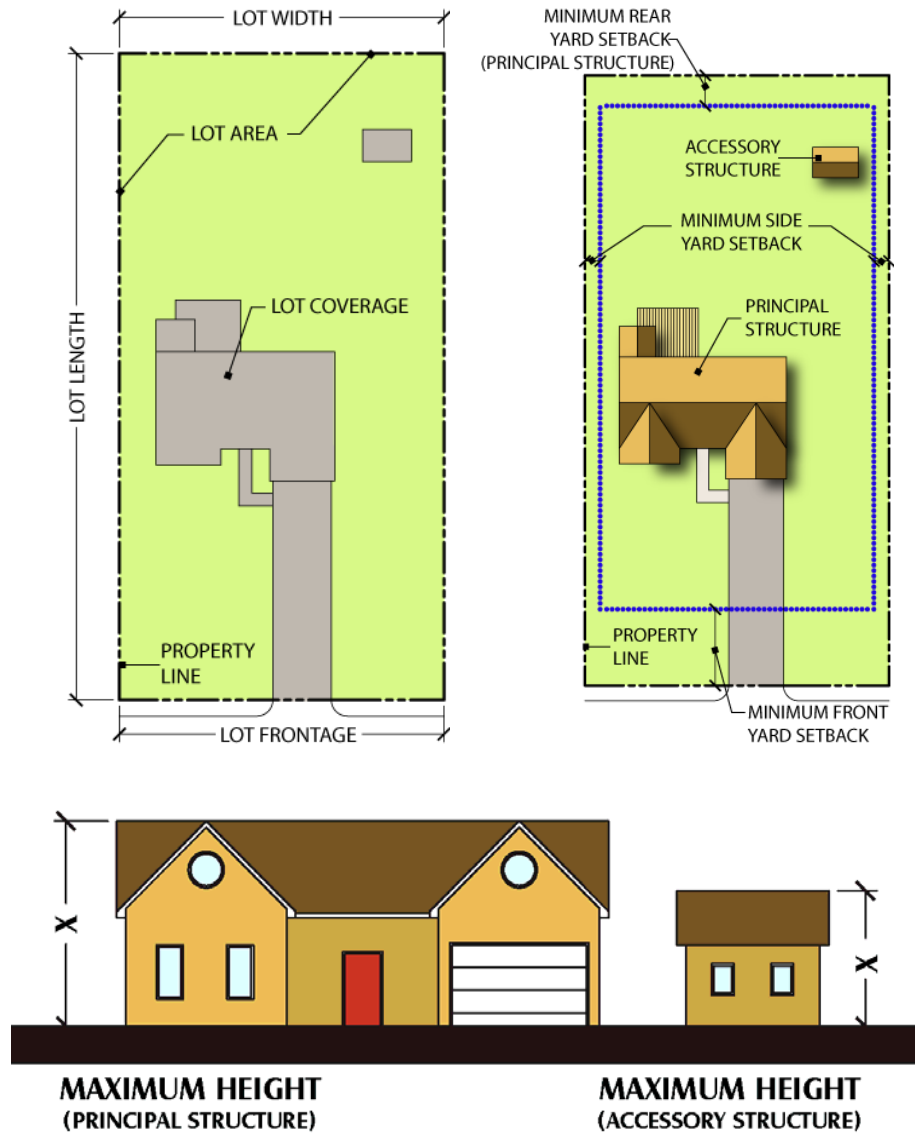 LOT WIDTH
LOT AREA
LOT COVERAGE
LOT LENGTH
PROPERTY
LINE
LOT FRONTAGE
MINIMUM REAR
YARD SETBACK
(PRINCIPAL STRUCTURE)
ACCESSORY
STRUCTURE
MINIMUM SIDE
YARD SETBACK
PRINCIPAL
STRUCTURE
PROPERTY
LINE
MINIMUM FRONT
YARD SETBACK
X
X
MAXIMUM HEIGHT
(PRINCIPAL STRUCTURE)
MAXIMUM HEIGHT
(ACCESSORY STRUCTURE)